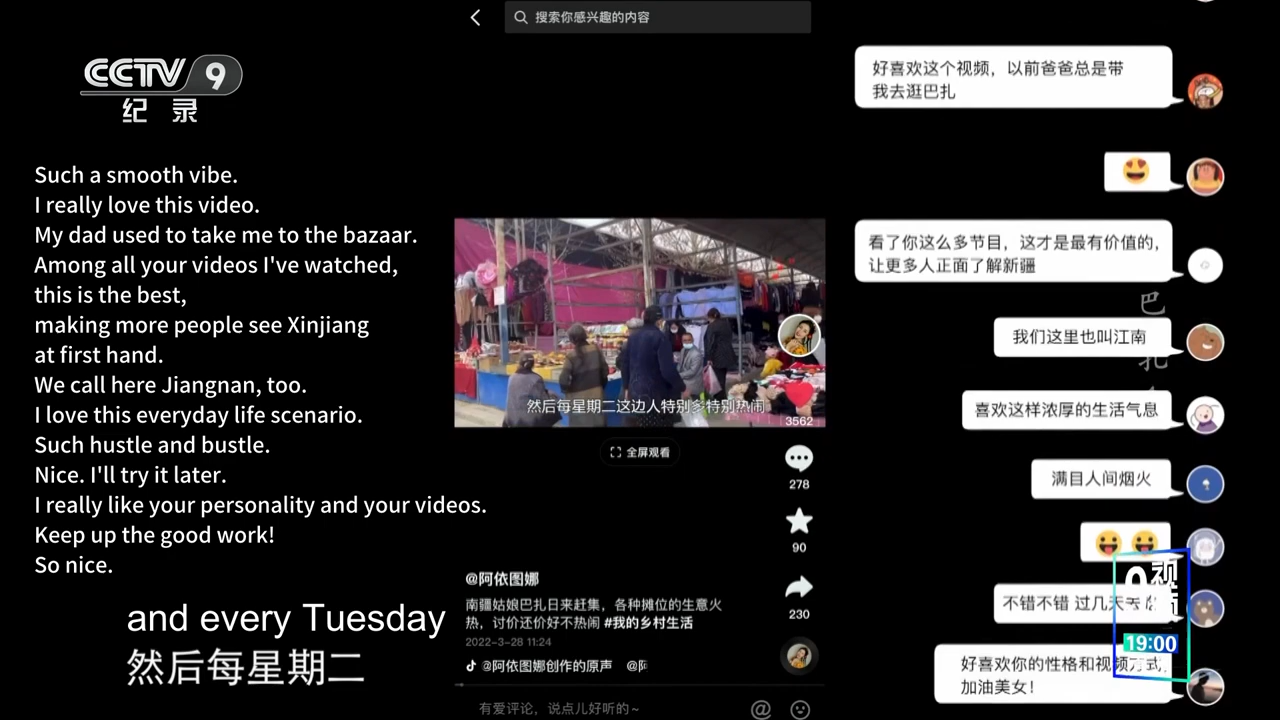 CCTV 9
纪录
Such a smooth vibe.
I really love this video.
My dad used to take me to the bazaar.
Among all your videos I've watched,
this is the best,
making more people see Xinjiang
at first hand.
We call here Jiangnan, too.
I love this everyday life scenario.
Such hustle and bustle.
Nice. I'll try it later.
I really like your personality and your videos.
Keep up the good work!
So nice.
and every Tuesday
然后每星期二
搜索你感兴趣的内容
然后每星期二这边人特别多特别热闹
3562
全屏观看
278
90
230
@阿依图娜
南疆姑娘巴扎日来赶集，各种摊位的生意火
热，讨价还价好不热闹 #我的乡村生活
2022-3-28 11:24
@阿依图娜创作的原声
有爱评论，说点儿好听的~
好喜欢这个视频，以前爸爸总是带
我去逛巴扎
看了你这么多节目，这才是最有价值的，
让更多人正面了解新疆
巴
扎
我们这里也叫江南
喜欢这样浓厚的生活气息
满目人间烟火
不错不错 过几天
好喜欢你的性格和视频方式，
加油美女！
19:00